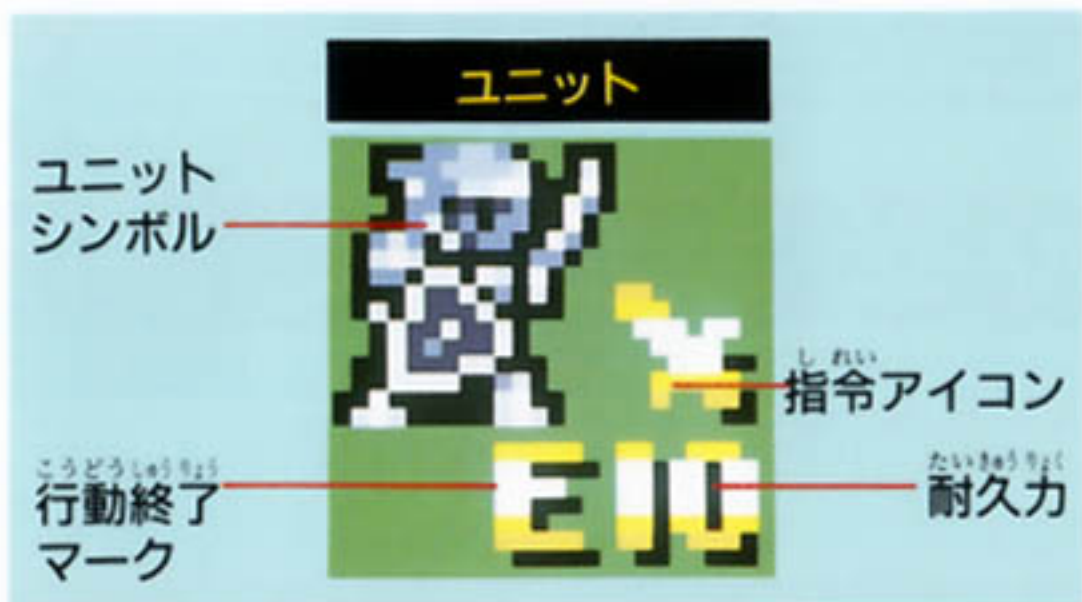 ユニット
ユニット
シンボル
しれい
指令アイコン
こうどうしゅうりょう
行動終了
マーク
E10
たいきゅうりょく
耐久力